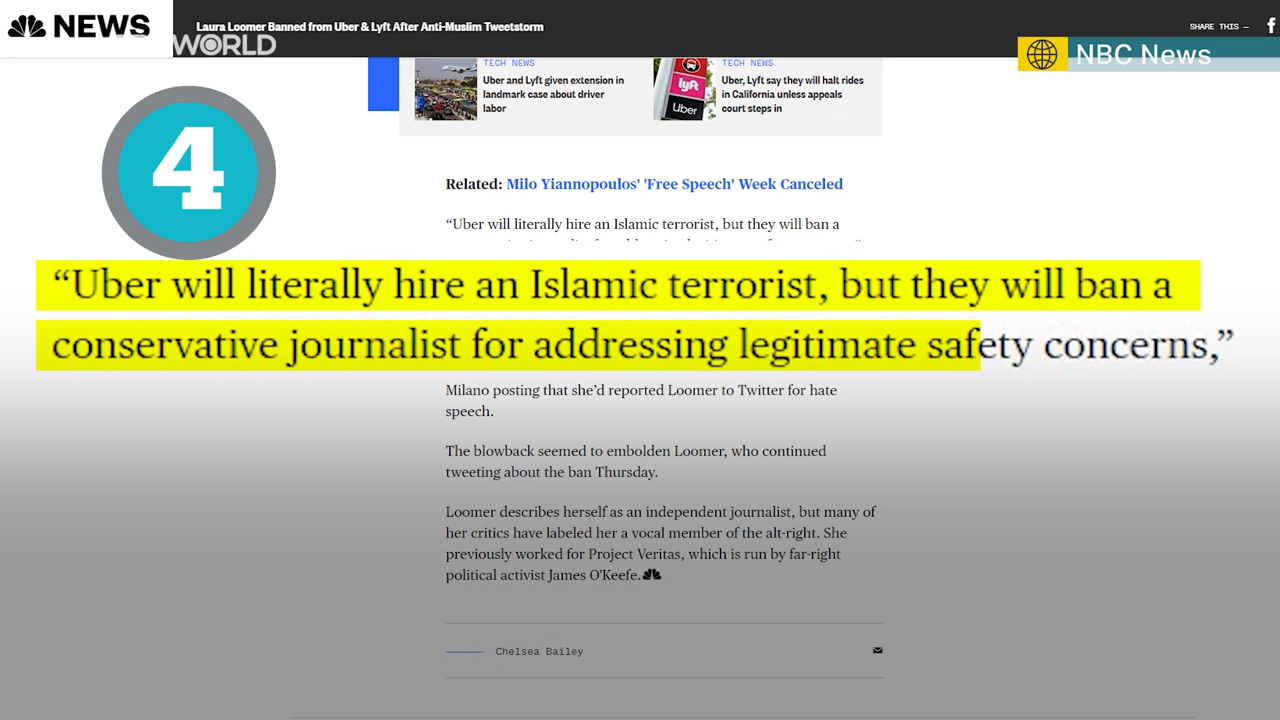 NEWS
Laura Loomer Banned from Uber & Lyft After Anti-Muslim Tweetstorm
SHARE THIS —
f
WORLD
NBC News
TECH NEWS
Uber and Lyft given extension in
landmark case about driver
labor
TECH NEWS
Uber, Lyft say they will halt rides
in California unless appeals
court steps in
lyft
Uber
4
Related: Milo Yiannopoulos' 'Free Speech' Week Canceled
“Uber will literally hire an Islamic terrorist, but they will ban a
“Uber will literally hire an Islamic terrorist, but they will ban a
conservative journalist for addressing legitimate safety concerns,”
Milano posting that she’d reported Loomer to Twitter for hate
speech.
The blowback seemed to embolden Loomer, who continued
tweeting about the ban Thursday.
Loomer describes herself as an independent journalist, but many of
her critics have labeled her a vocal member of the alt-right. She
previously worked for Project Veritas, which is run by far-right
political activist James O'Keefe.
Chelsea Bailey